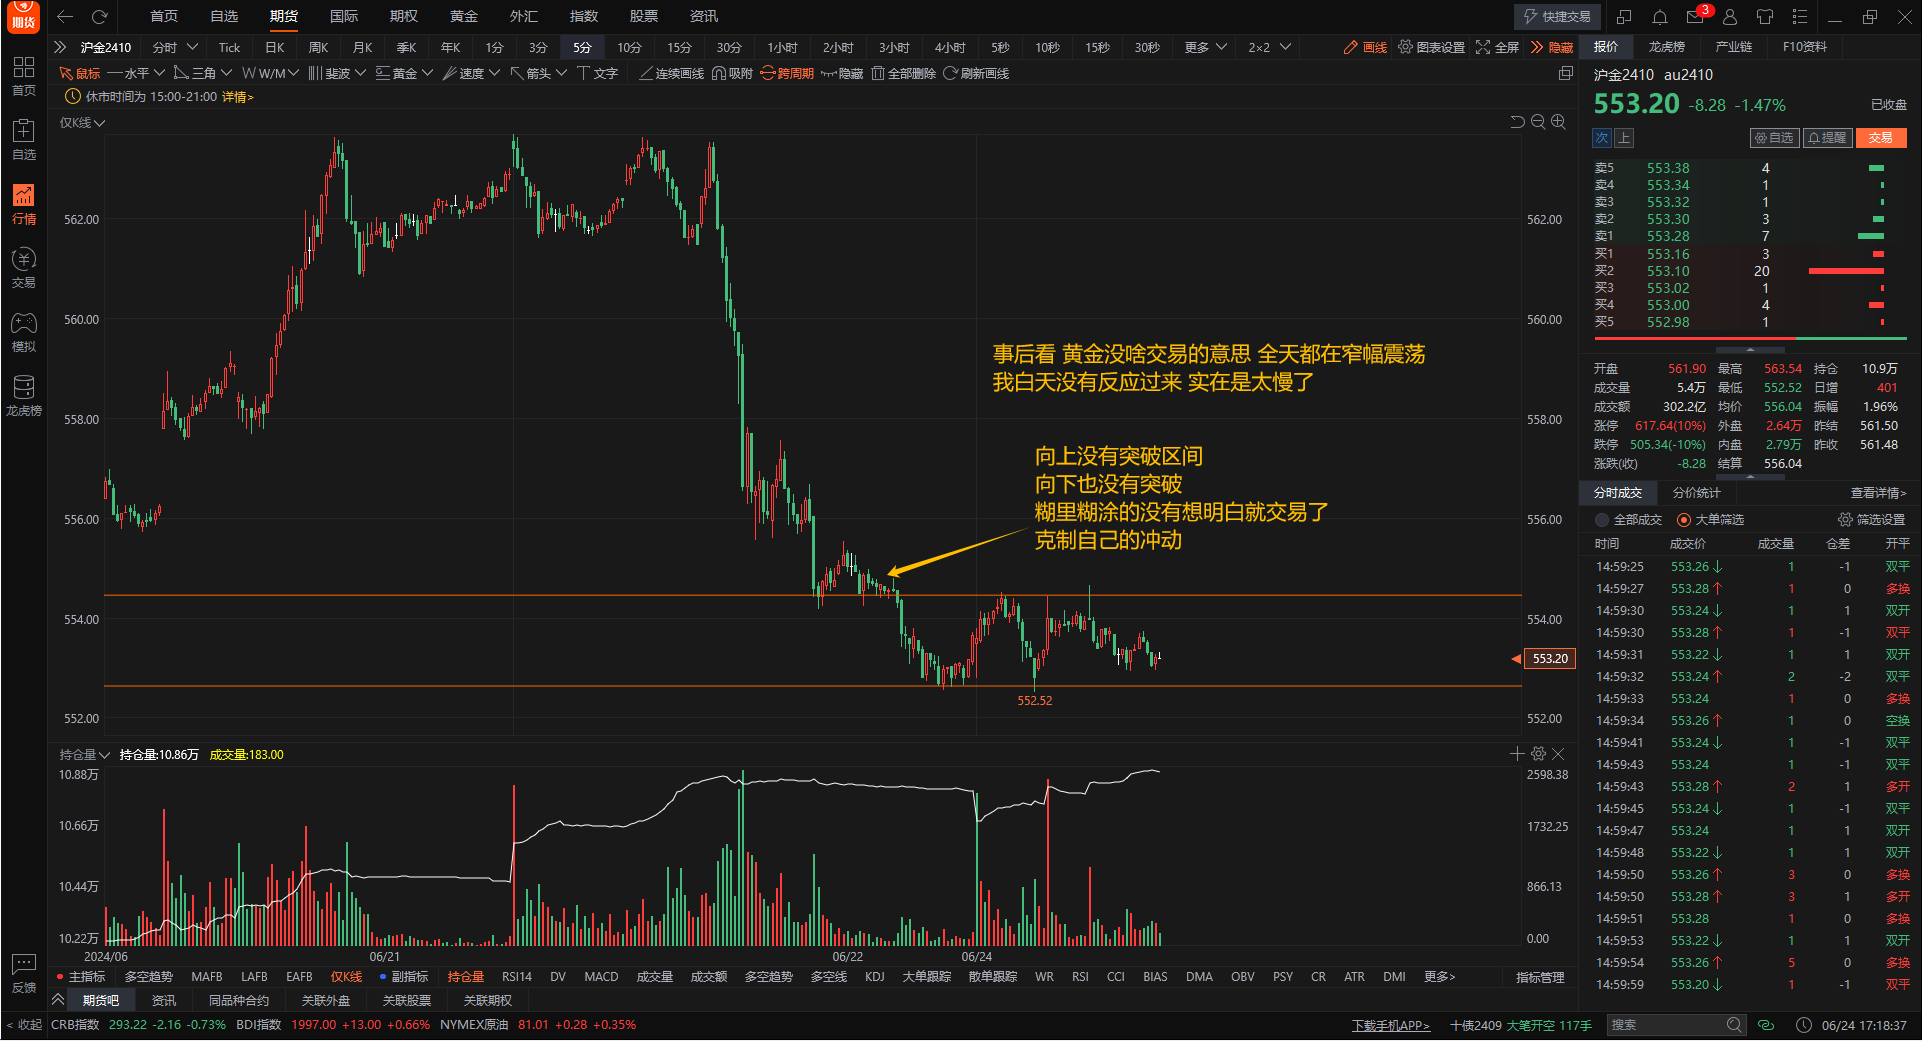 期货
首页 自选 期货 国际 期权 黄金 外汇 指数 股票 资讯
快捷交易
3
沪金2410 分时 Tick 日K 周K 月K 季K 年K 1分 3分 5分 10分 15分 30分 1小时 2小时 3小时 4小时 5秒 10秒 15秒 30秒 更多 2×2
画线 图表设置 全屏 隐藏
鼠标 水平 三角 W/M 斐波 黄金 速度 箭头 文字 连续画线 吸附 跨周期 隐藏 全部删除 刷新画线
休市时间为 15:00-21:00 详情>
仅K线
首页
自选
行情
交易
模拟
龙虎榜
反馈
< 收起
562.00 562.00
560.00 560.00
558.00 558.00
556.00 556.00
554.00 554.00
553.20
552.00 552.00
事后看 黄金没啥交易的意思 全天都在窄幅震荡
我白天没有反应过来 实在是太慢了
向上没有突破区间
向下也没有突破
糊里糊涂的没有想明白就交易了
克制自己的冲动
552.52
持仓量 持仓量:10.86万 成交量:183.00
10.88万 2598.38
10.66万 1732.25
10.44万 866.13
10.22万 0.00
2024/06 06/21 06/22 06/24
主指标 多空趋势 MAFB LAFB EAFB 仅K线 副指标 持仓量 RSI14 DV MACD 成交量 成交额 多空趋势 多空线 KDJ 大单跟踪 散单跟踪 WR RSI CCI BIAS DMA OBV PSY CR ATR DMI 更多> 指标管理
期货吧 资讯 同品种合约 关联外盘 关联股票 关联期权
CRB指数 293.22 -2.16 -0.73% BDI指数 1997.00 +13.00 +0.66% NYMEX原油 81.01 +0.28 +0.35%
下载手机APP> 十债2409 大笔开空 117手 搜索 06/24 17:18:37
报价 龙虎榜 产业链 F10资料
沪金2410 au2410
553.20 -8.28 -1.47% 已收盘
次 上 自选 提醒 交易
卖5 553.38 4
卖4 553.34 1
卖3 553.32 1
卖2 553.30 3
卖1 553.28 7
买1 553.16 3
买2 553.10 20
买3 553.02 1
买4 553.00 4
买5 552.98 1
开盘 561.90 最高 563.54 持仓 10.9万
成交量 5.4万 最低 552.52 日增 401
成交额 302.2亿 均价 556.04 振幅 1.96%
涨停 617.64(10%) 外盘 2.64万 昨结 561.50
跌停 505.34(-10%) 内盘 2.79万 昨收 561.48
涨跌(收) -8.28 结算 556.04
分时成交 分价统计 查看详情>
全部成交 大单筛选 筛选设置
时间 成交价 成交量 仓差 开平
14:59:25 553.26↓ 1 -1 双平
14:59:27 553.28↑ 1 0 多换
14:59:30 553.24↓ 1 1 双开
14:59:30 553.28↑ 1 -1 双平
14:59:31 553.22↓ 1 1 双开
14:59:32 553.24↑ 2 -2 双平
14:59:33 553.24 1 0 多换
14:59:34 553.26↑ 1 0 空换
14:59:41 553.24↓ 1 -1 双平
14:59:43 553.24 1 -1 双平
14:59:43 553.28↑ 2 1 多开
14:59:45 553.24↓ 1 -1 双平
14:59:47 553.24 1 1 双开
14:59:48 553.22↓ 1 1 双开
14:59:50 553.26↑ 3 0 多换
14:59:50 553.28↑ 3 1 多开
14:59:51 553.28 1 0 多换
14:59:53 553.22↓ 1 1 双开
14:59:54 553.26↑ 5 0 多换
14:59:59 553.20↓ 1 -1 双平